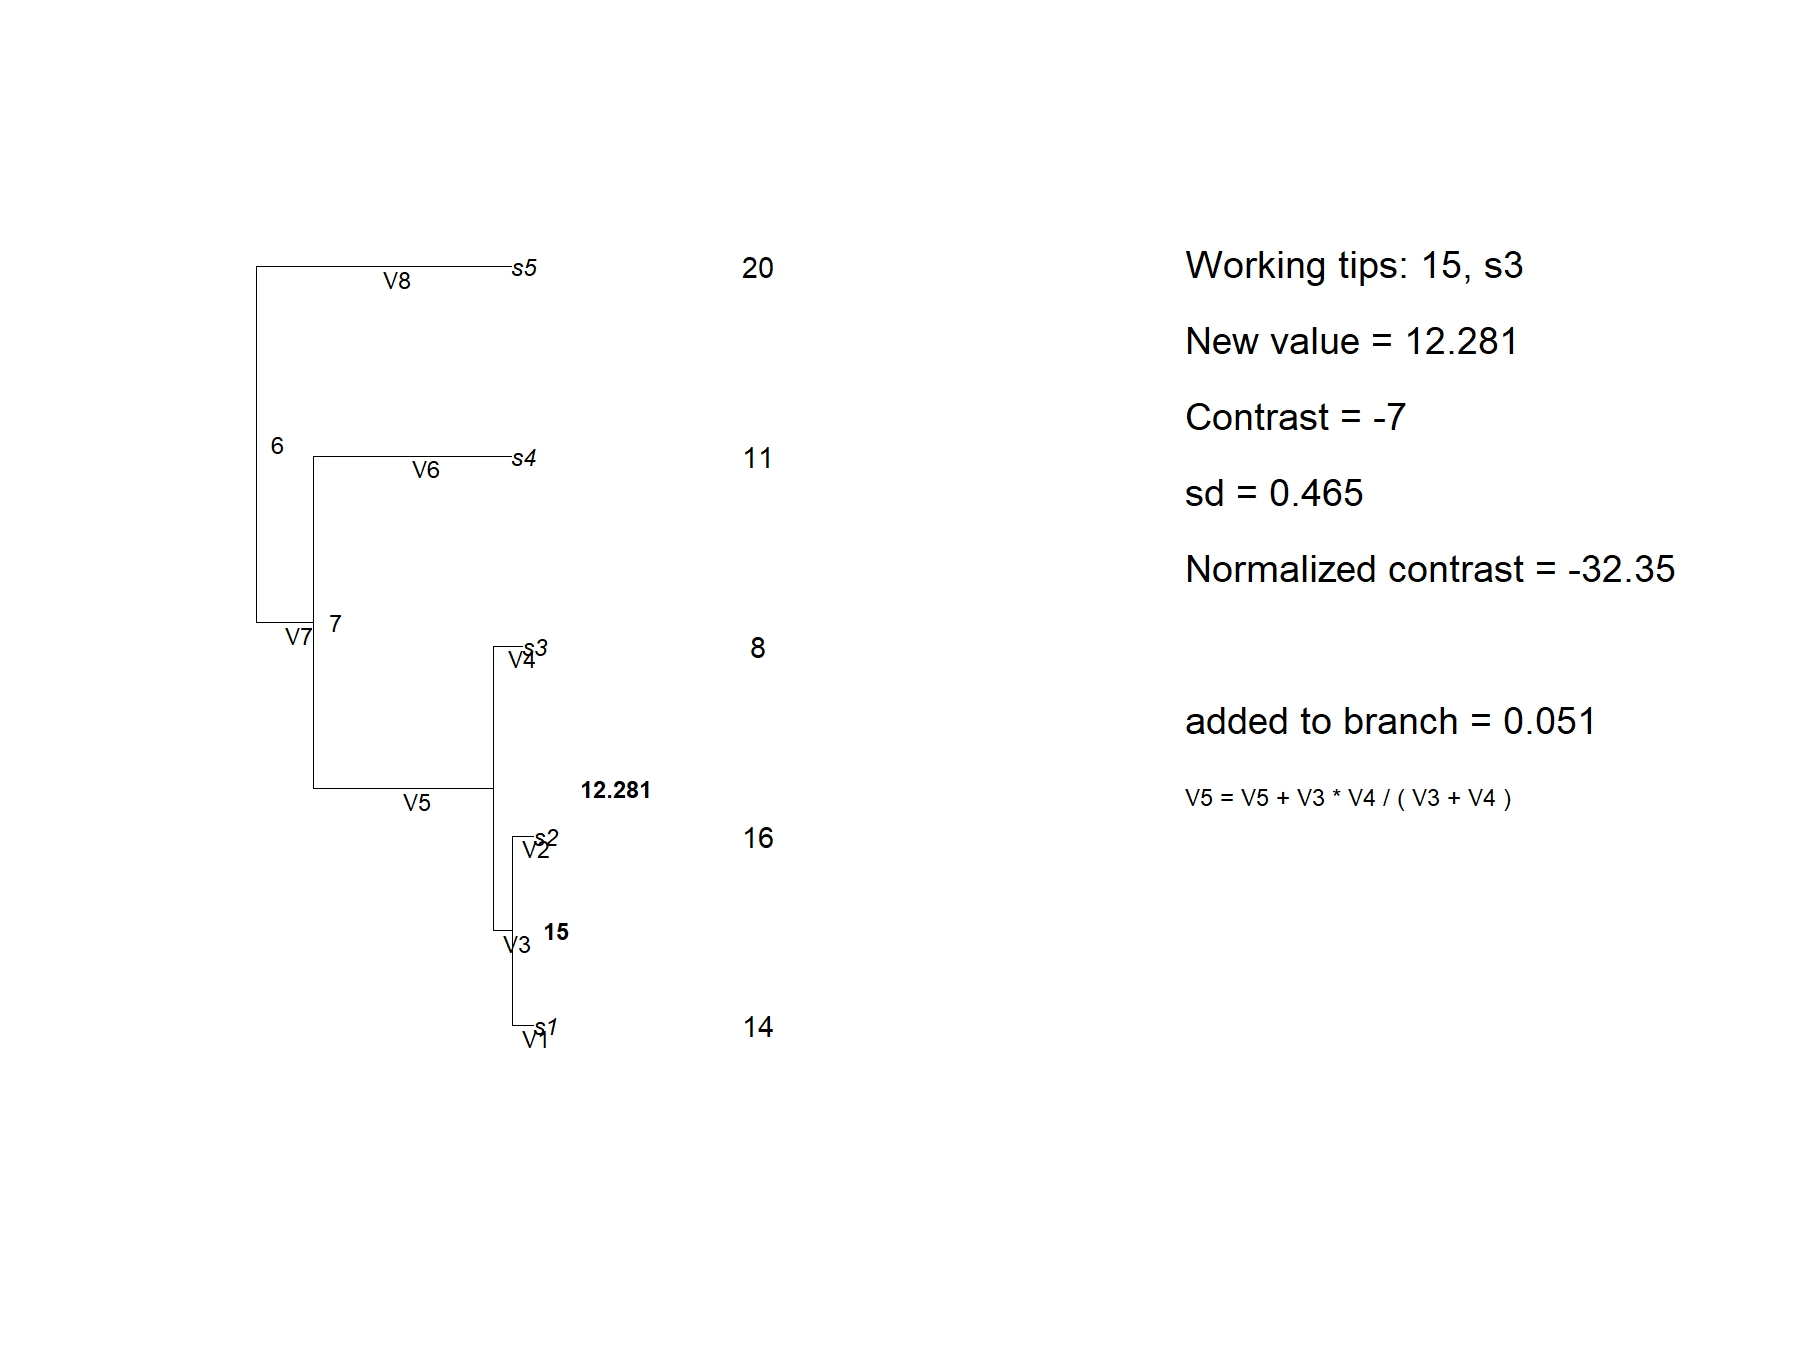 s5
V8
20
6
s4
V6
11
V7
7
s3
V4
8
V5
12.281
s2
V2
16
V3
15
s1
V1
14
Working tips: 15, s3
New value = 12.281
Contrast = -7
sd = 0.465
Normalized contrast = -32.35
added to branch = 0.051
V5 = V5 + V3 * V4 / ( V3 + V4 )